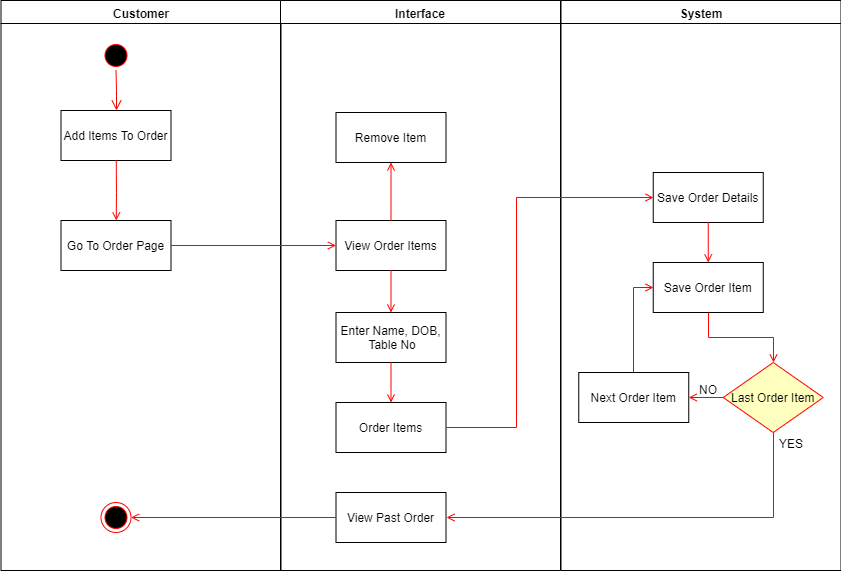 Customer
Interface
System
Add Items To Order
Remove Item
Save Order Details
Go To Order Page
View Order Items
Save Order Item
Enter Name, DOB,
Table No
Next Order Item
NO
Last Order Item
Order Items
YES
View Past Order